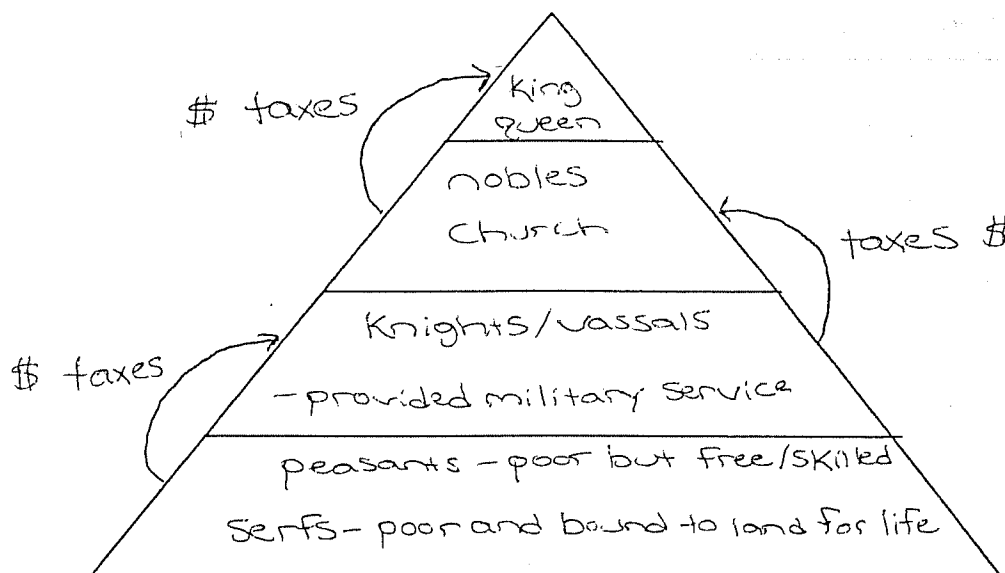 $ taxes
King
queen
nobles
Church
taxes $
Knights/vassals
-provided military service
$ taxes
peasants - poor but free/skilled
Serfs- poor and bound to land for life